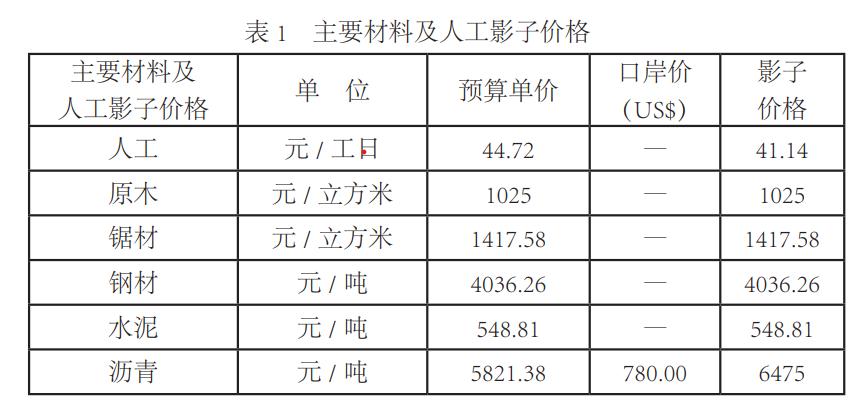 表 1 主要材料及人工影子价格
主要材料及人工影子价格 单 位 预算单价 口岸价(US$) 影子价格
人工 元 / 工日 44.72 — 41.14
原木 元 / 立方米 1025 — 1025
锯材 元 / 立方米 1417.58 — 1417.58
钢材 元 / 吨 4036.26 — 4036.26
水泥 元 / 吨 548.81 — 548.81
沥青 元 / 吨 5821.38 780.00 6475